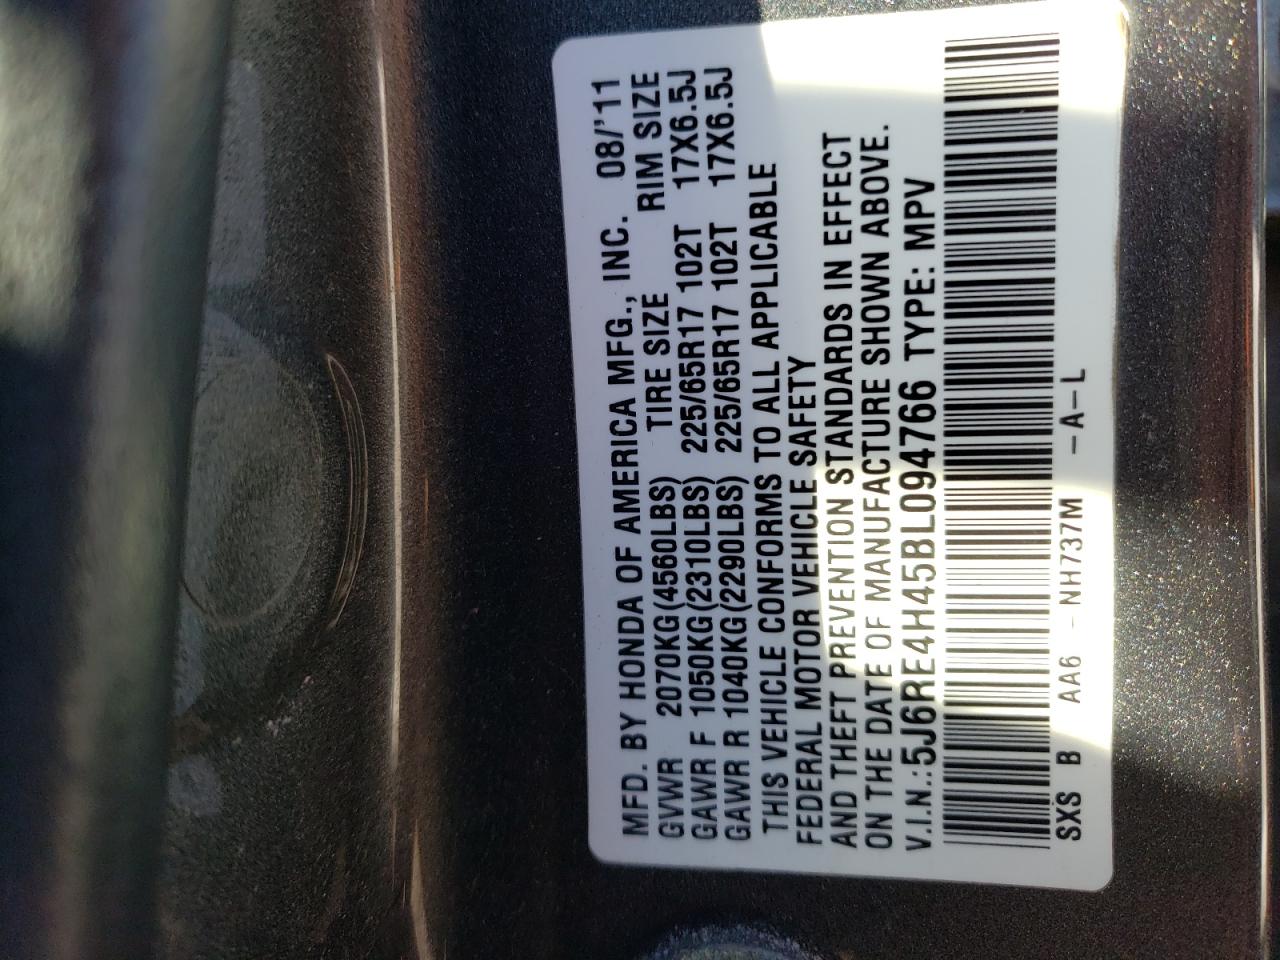 MFD. BY HONDA OF AMERICA MFG., INC. 08/'11
GVWR 2070KG(4560LBS) TIRE SIZE RIM SIZE
GAWR F 1050KG(2310LBS) 225/65R17 102T 17X6.5J
GAWR R 1040KG(2290LBS) 225/65R17 102T 17X6.5J
THIS VEHICLE CONFORMS TO ALL APPLICABLE
FEDERAL MOTOR VEHICLE SAFETY
AND THEFT PREVENTION STANDARDS IN EFFECT
ON THE DATE OF MANUFACTURE SHOWN ABOVE.
V.I.N.:5J6RE4H45BL094766 TYPE: MPV
SXS B AA6 -NH737M -A-L